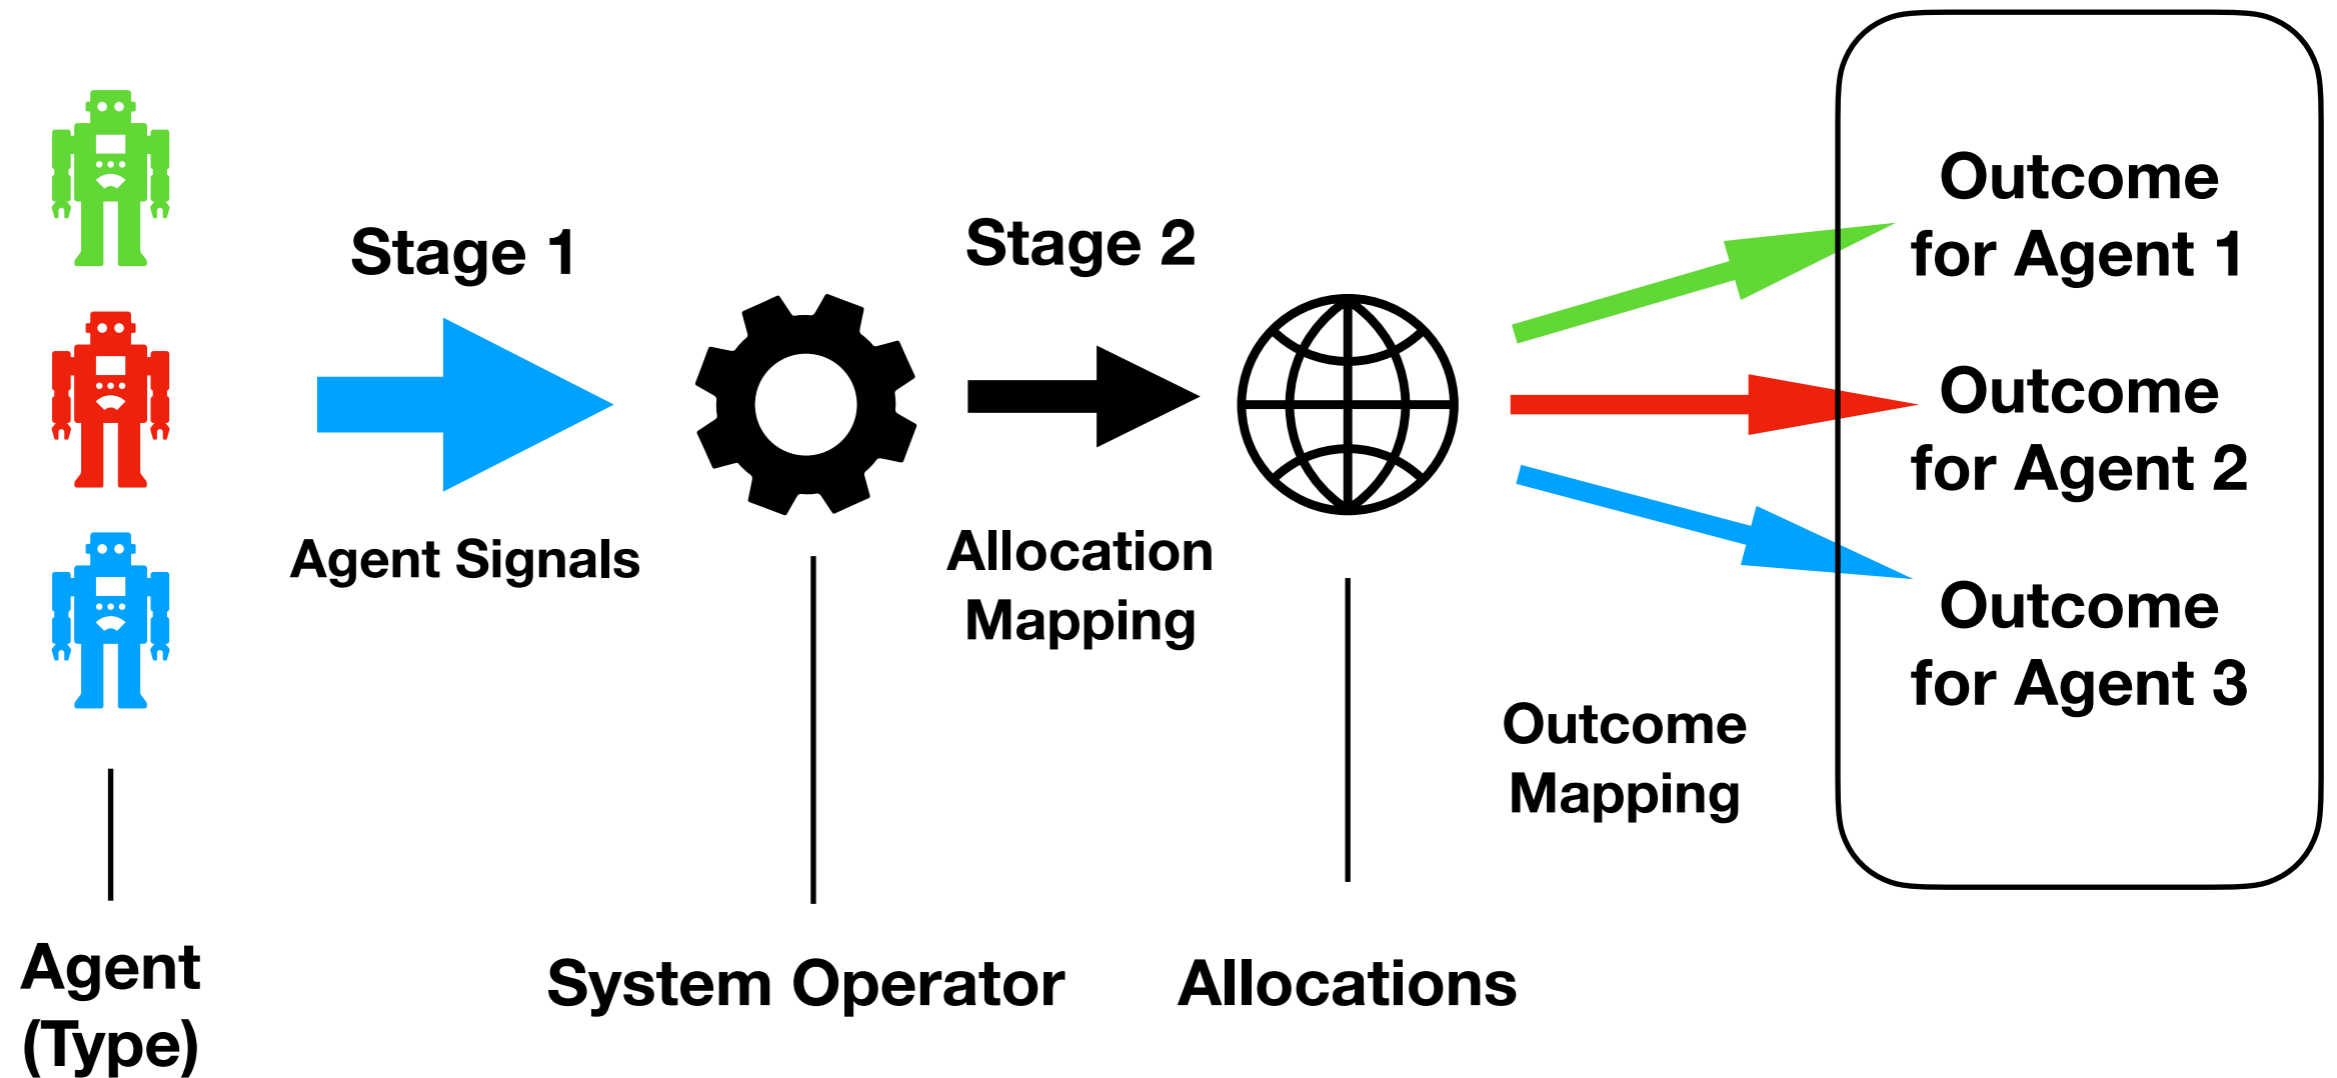 Stage 1
Agent Signals
Agent
(Type)
System Operator
Stage 2
Allocation
Mapping
Allocations
Outcome
Mapping
Outcome
for Agent 1
Outcome
for Agent 2
Outcome
for Agent 3